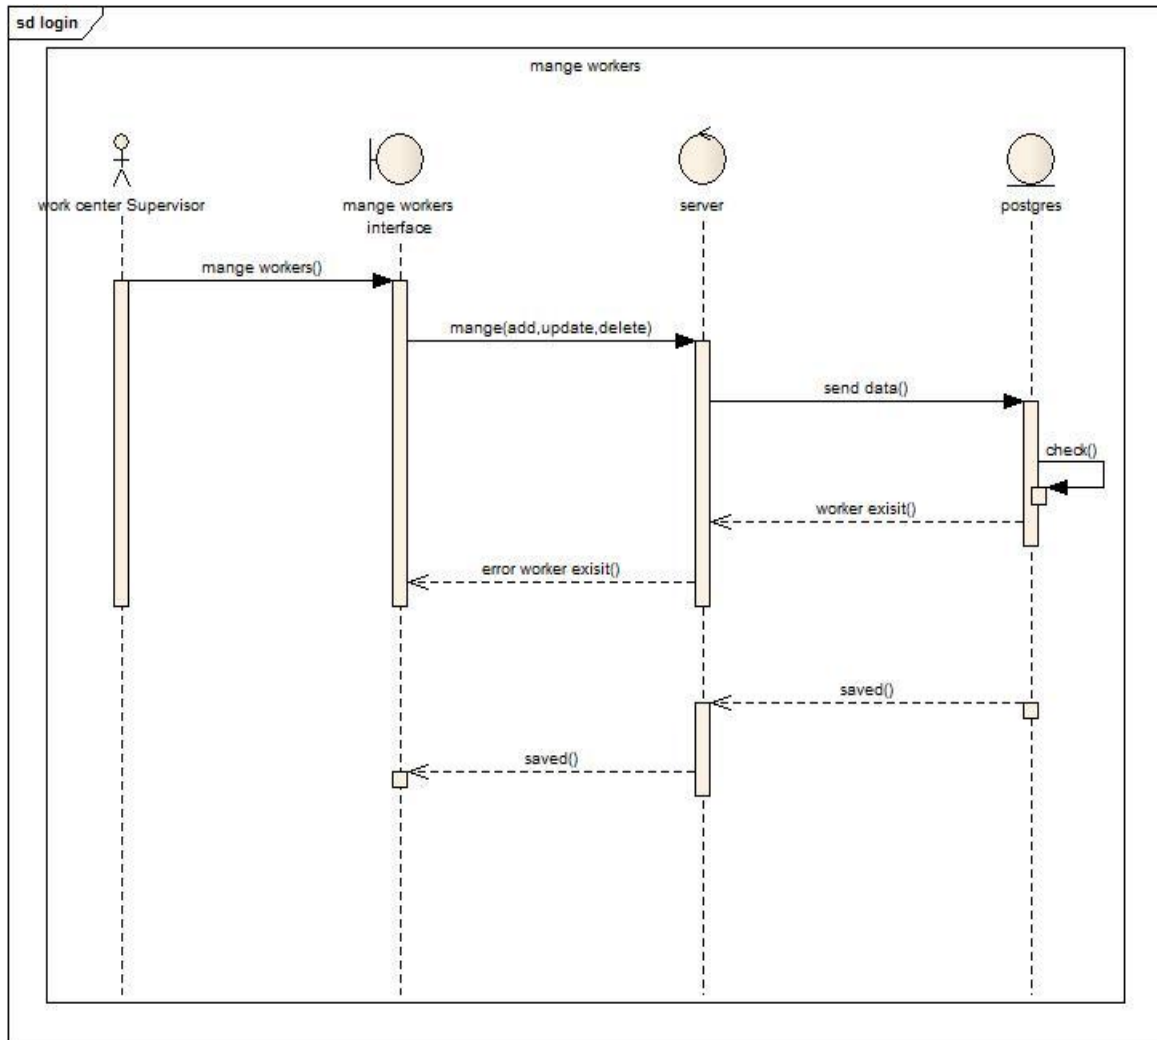 sd login
mange workers
work center Supervisor
mange workers
interface
server
postgres
mange workers()
mange(add,update,delete)
send data()
check()
worker exisit()
error worker exisit()
saved()
saved()